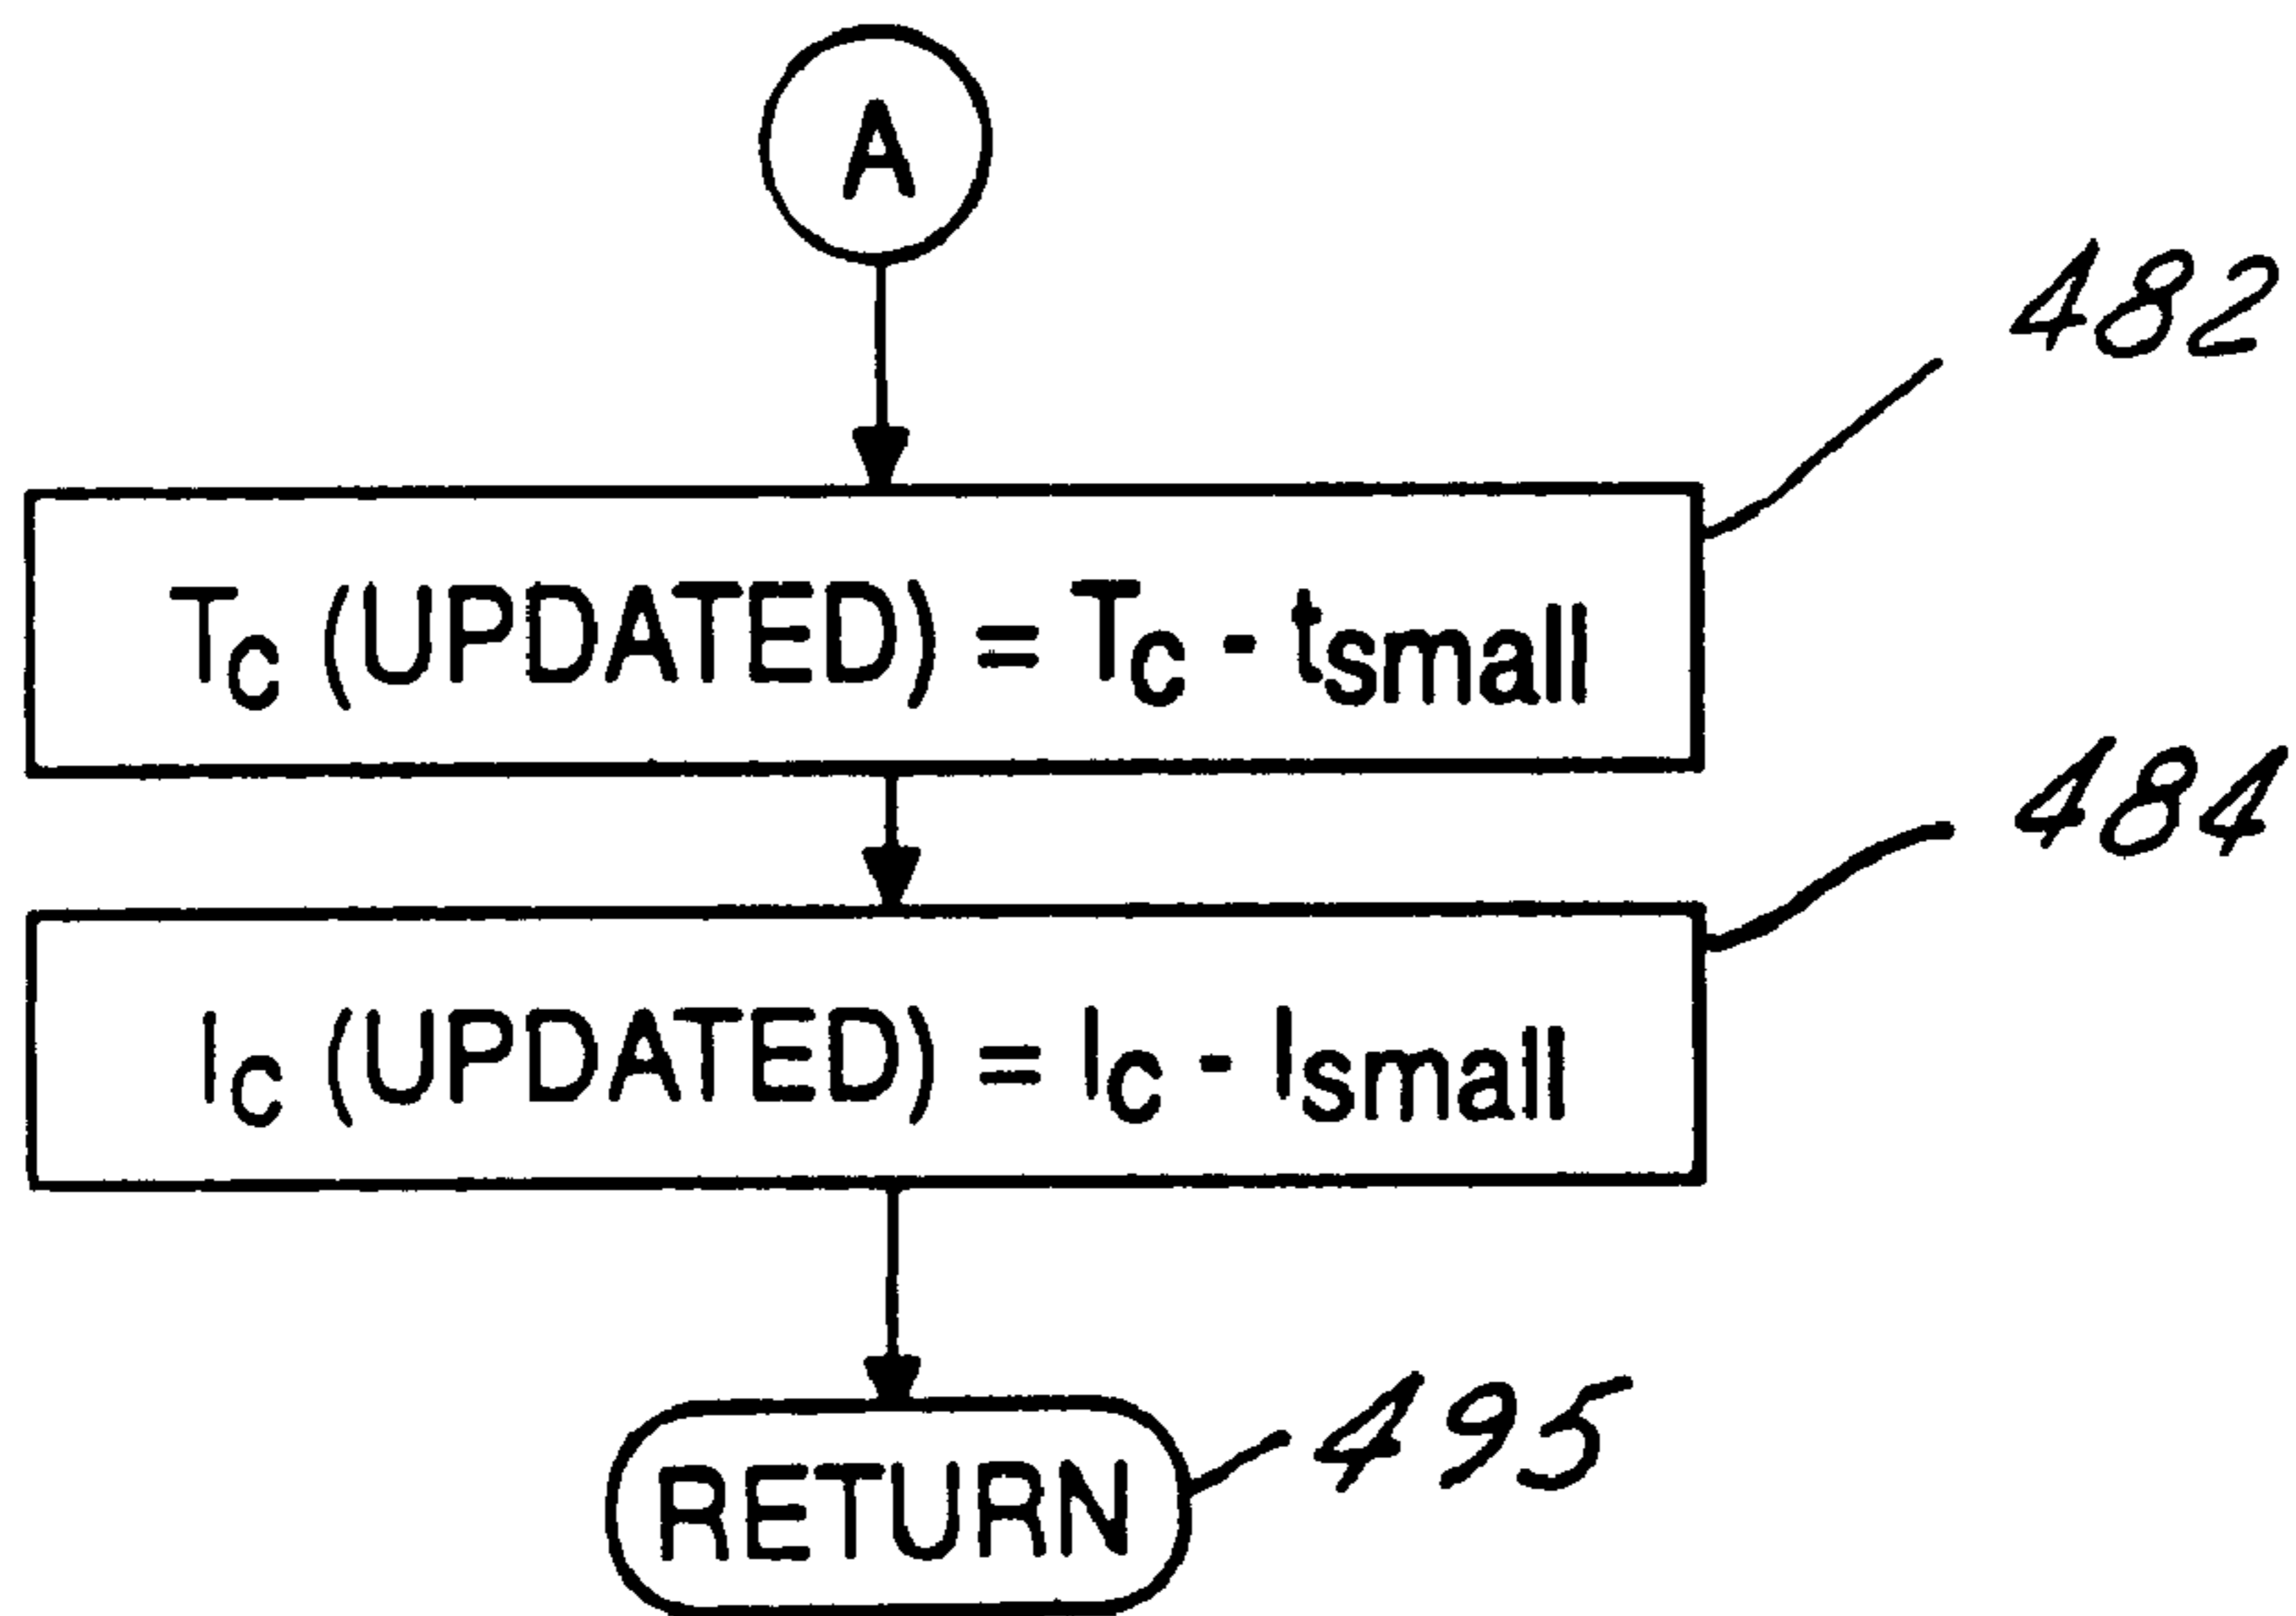 A
482
Tc (UPDATED) = Tc - tsmall
484
Ic (UPDATED) = Ic - Ismall
RETURN
495